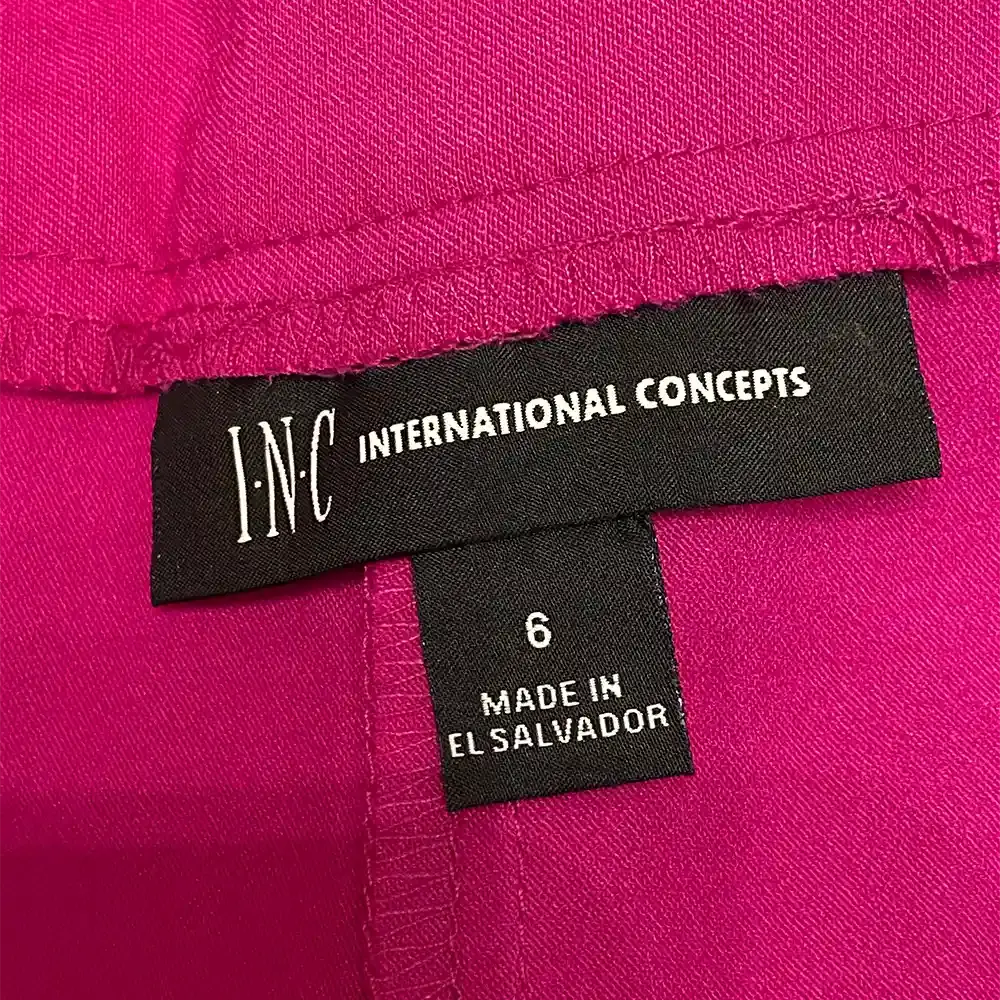 I·N·C INTERNATIONAL CONCEPTS
6
MADE IN
EL SALVADOR